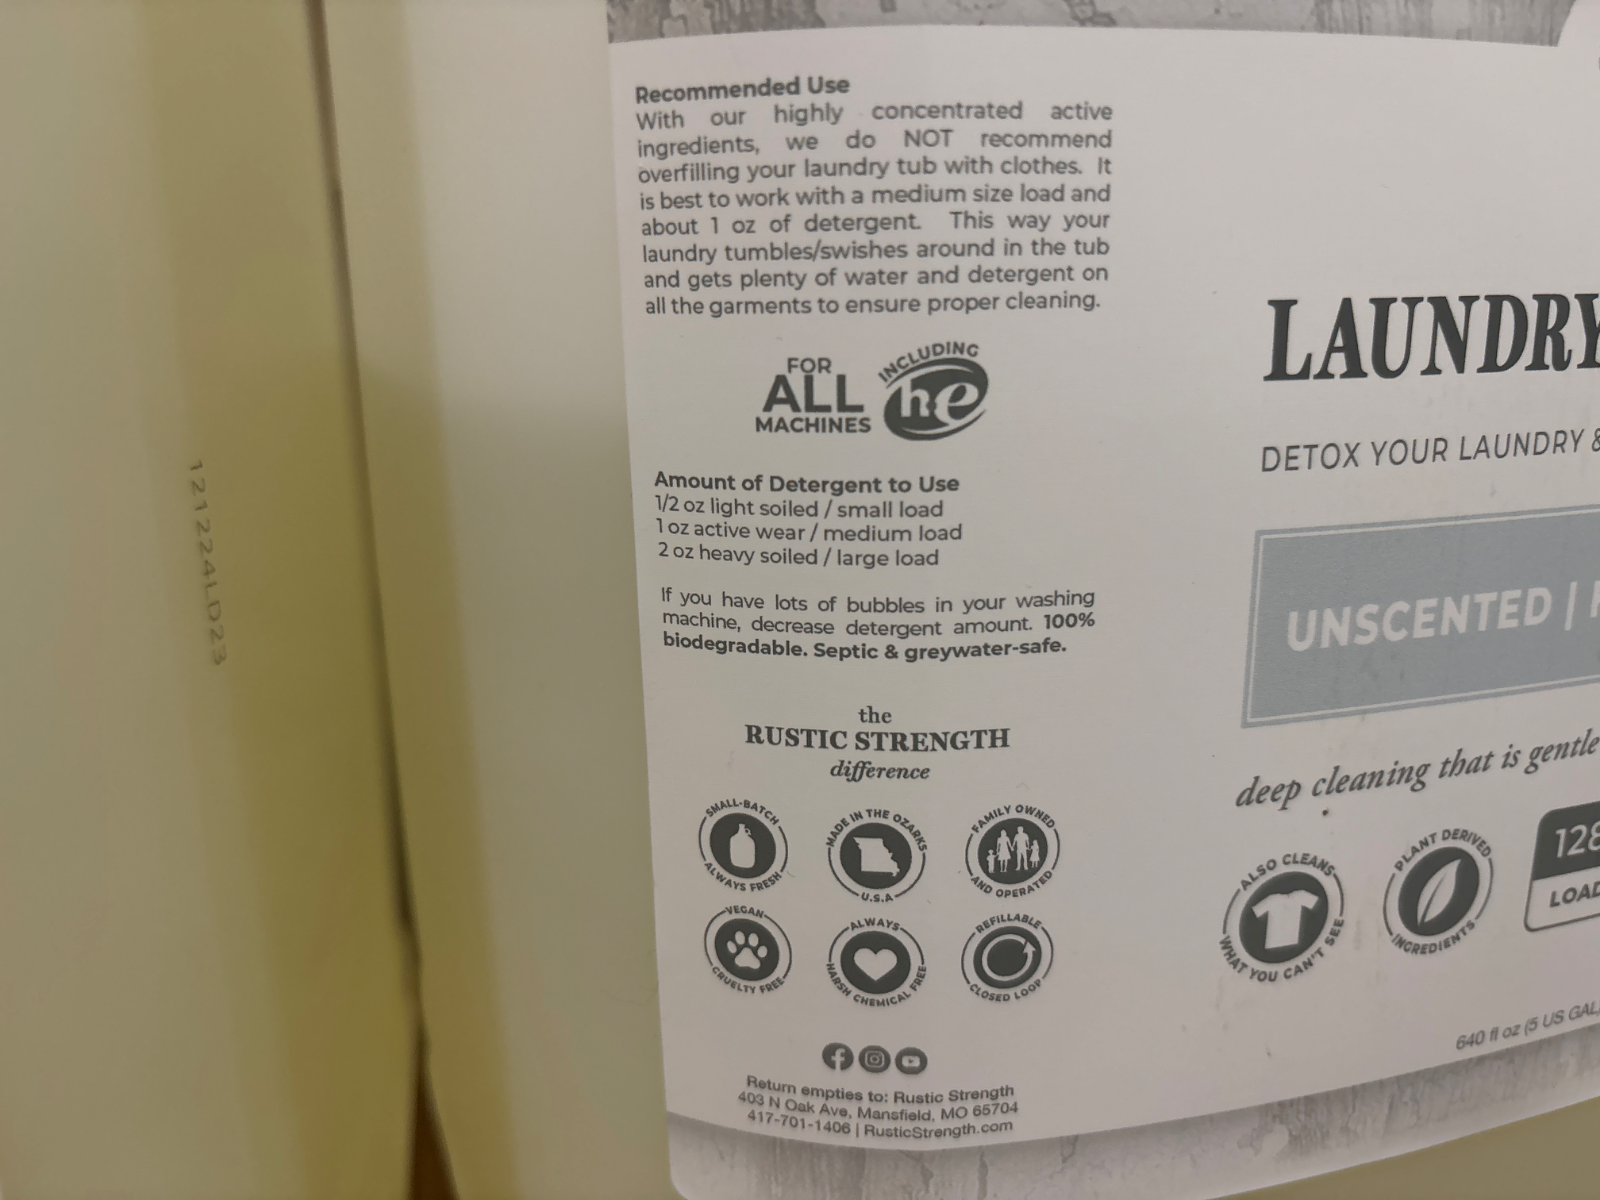 121224LD23
Recommended Use
With our highly concentrated active
ingredients, we do NOT recommend
overfilling your laundry tub with clothes. It
is best to work with a medium size load and
about 1 oz of detergent. This way your
laundry tumbles/swishes around in the tub
and gets plenty of water and detergent on
all the garments to ensure proper cleaning.
FOR
ALL
MACHINES
INCLUDING
he
Amount of Detergent to Use
1/2 oz light soiled / small load
1 oz active wear / medium load
2 oz heavy soiled / large load
If you have lots of bubbles in your washing
machine, decrease detergent amount. 100%
biodegradable. Septic & greywater-safe.
the
RUSTIC STRENGTH
difference
SMALL-BATCH
ALWAYS FRESH
MADE IN THE OZARKS
U.S.A
FAMILY OWNED
AND OPERATED
VEGAN
CRUELTY FREE
ALWAYS
HARSH CHEMICAL FREE
REFILLABLE
CLOSED LOOP
Return empties to: Rustic Strength
403 N Oak Ave, Mansfield, MO 65704
417-701-1406 | RusticStrength.com
LAUNDRY
DETOX YOUR LAUNDRY &
UNSCENTED |
deep cleaning that is gentle
ALSO CLEANS
WHAT YOU CAN'T SEE
PLANT DERIVED
INGREDIENTS
128
LOAD
640 fl oz (5 US GAL